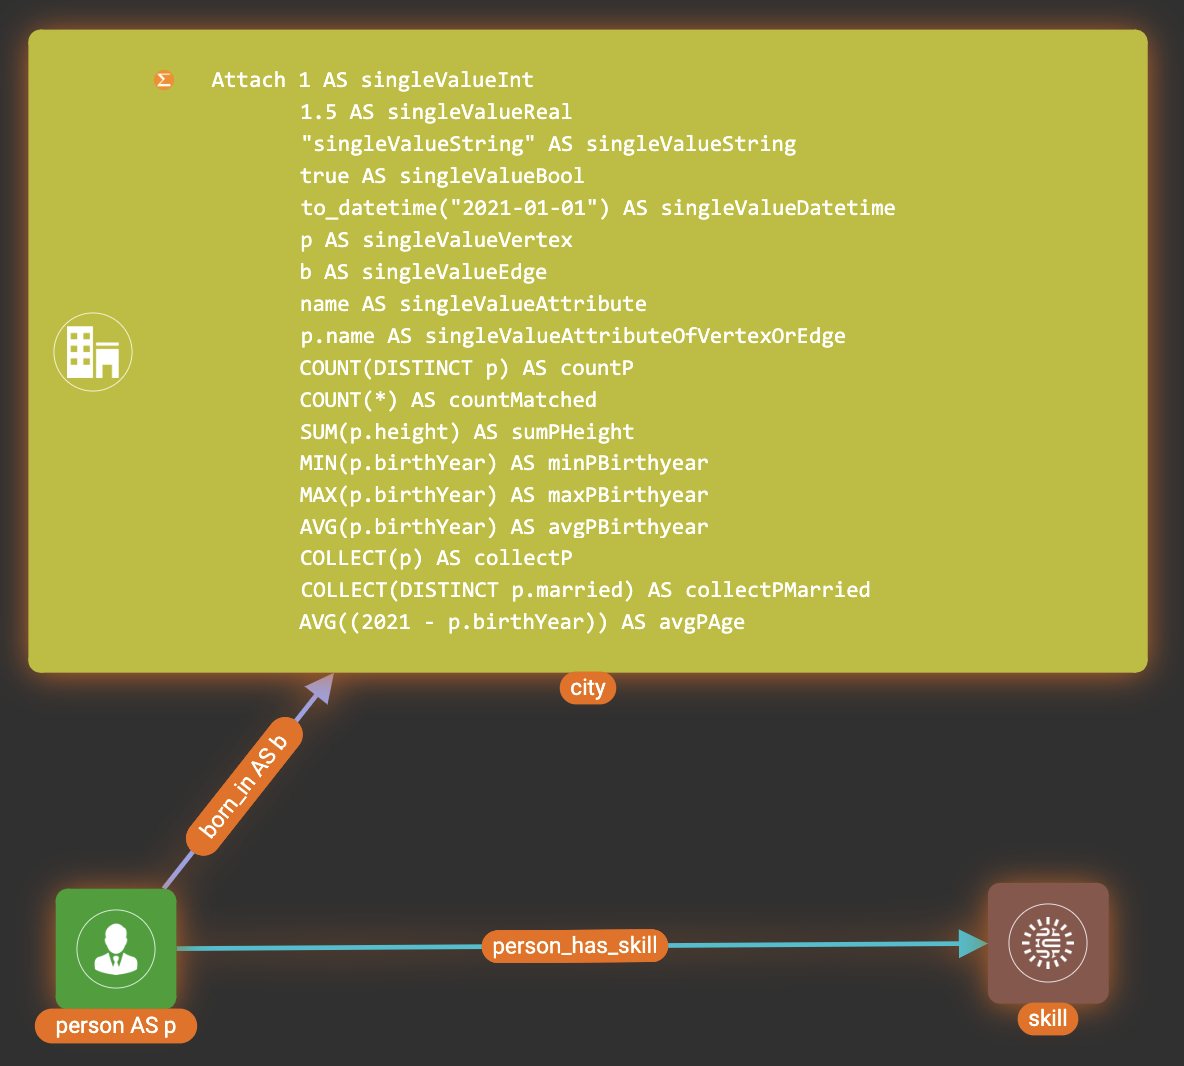 Σ Attach 1 AS singleValueInt
1.5 AS singleValueReal
"singleValueString" AS singleValueString
true AS singleValueBool
to_datetime("2021-01-01") AS singleValueDatetime
p AS singleValueVertex
b AS singleValueEdge
name AS singleValueAttribute
p.name AS singleValueAttributeOfVertexOrEdge
COUNT(DISTINCT p) AS countP
COUNT(*) AS countMatched
SUM(p.height) AS sumPHeight
MIN(p.birthYear) AS minPBirthyear
MAX(p.birthYear) AS maxPBirthyear
AVG(p.birthYear) AS avgPBirthyear
COLLECT(p) AS collectP
COLLECT(DISTINCT p.married) AS collectPMarried
AVG((2021 - p.birthYear)) AS avgPAge
city
born_in AS b
person_has_skill
person AS p
skill